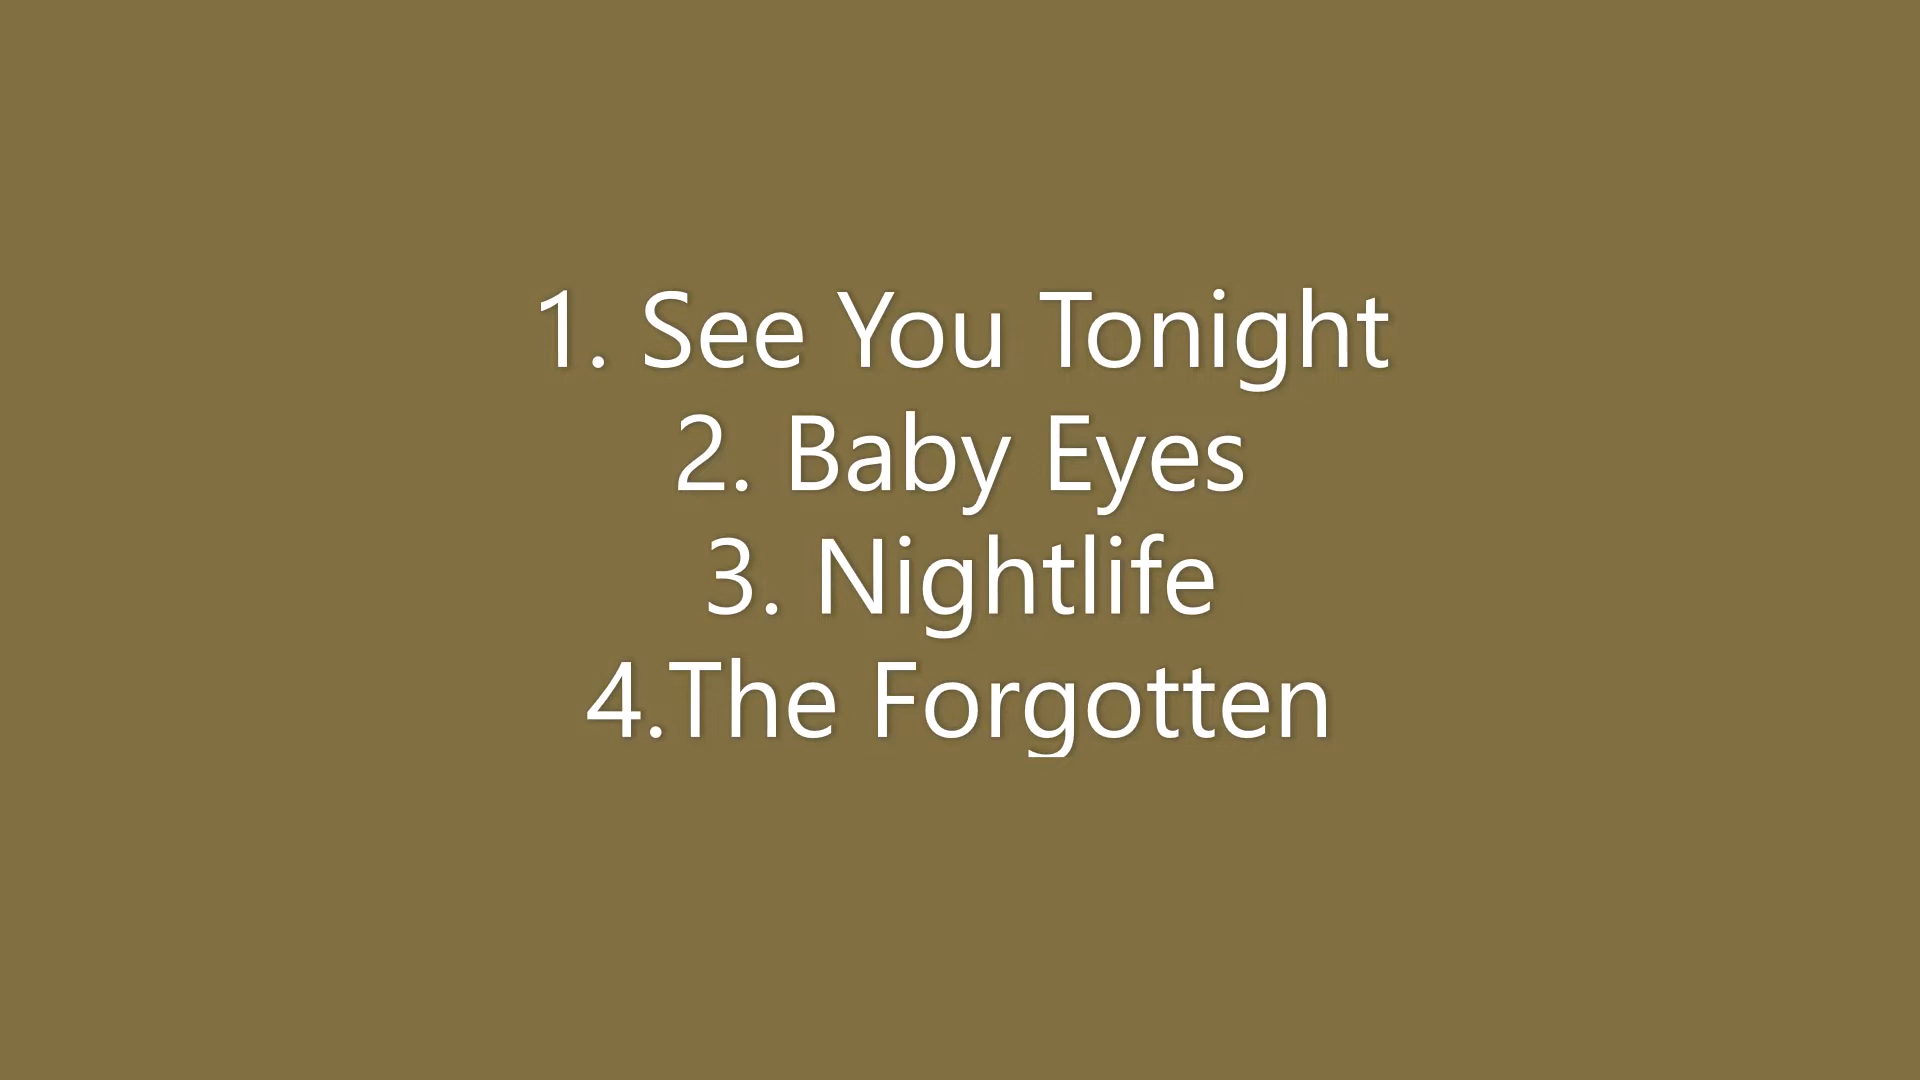 1. See You Tonight
2. Baby Eyes
3. Nightlife
4.The Forgotten